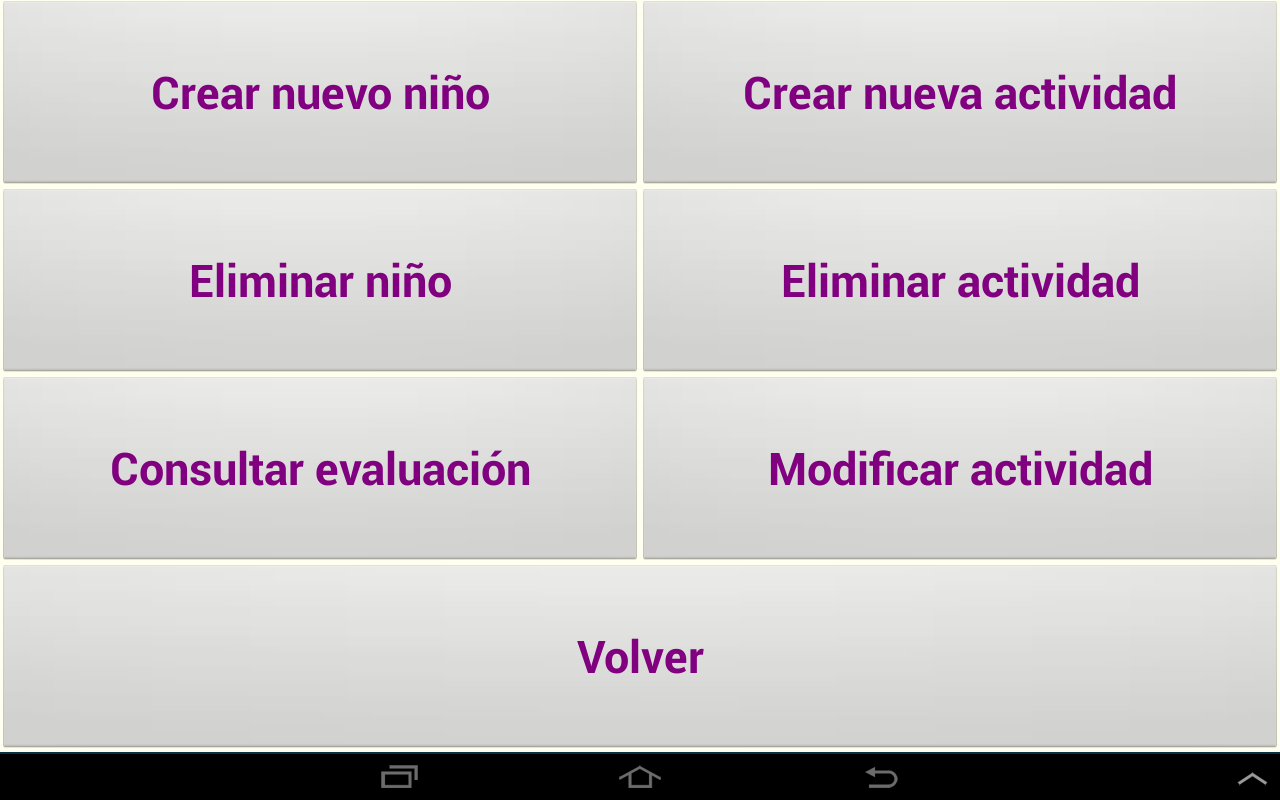 Crear nuevo niño
Crear nueva actividad
Eliminar niño
Eliminar actividad
Consultar evaluación
Modificar actividad
Volver